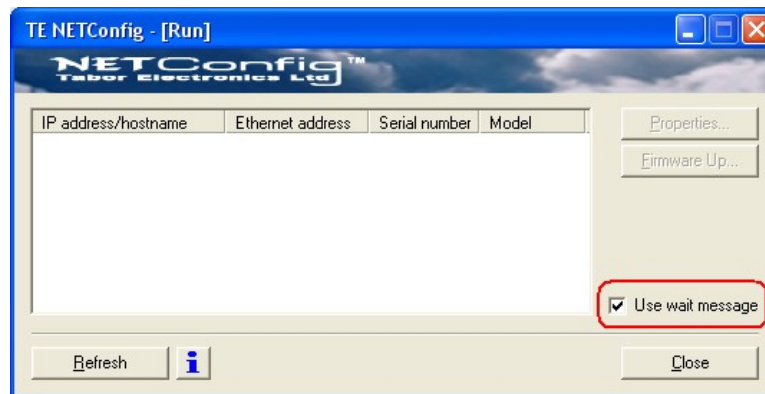 TE NETConfig - [Run]
NETConfig™
Tabor Electronics Ltd
IP address/hostname Ethernet address Serial number Model
Properties...
Firmware Up...
Use wait message
Refresh i Close